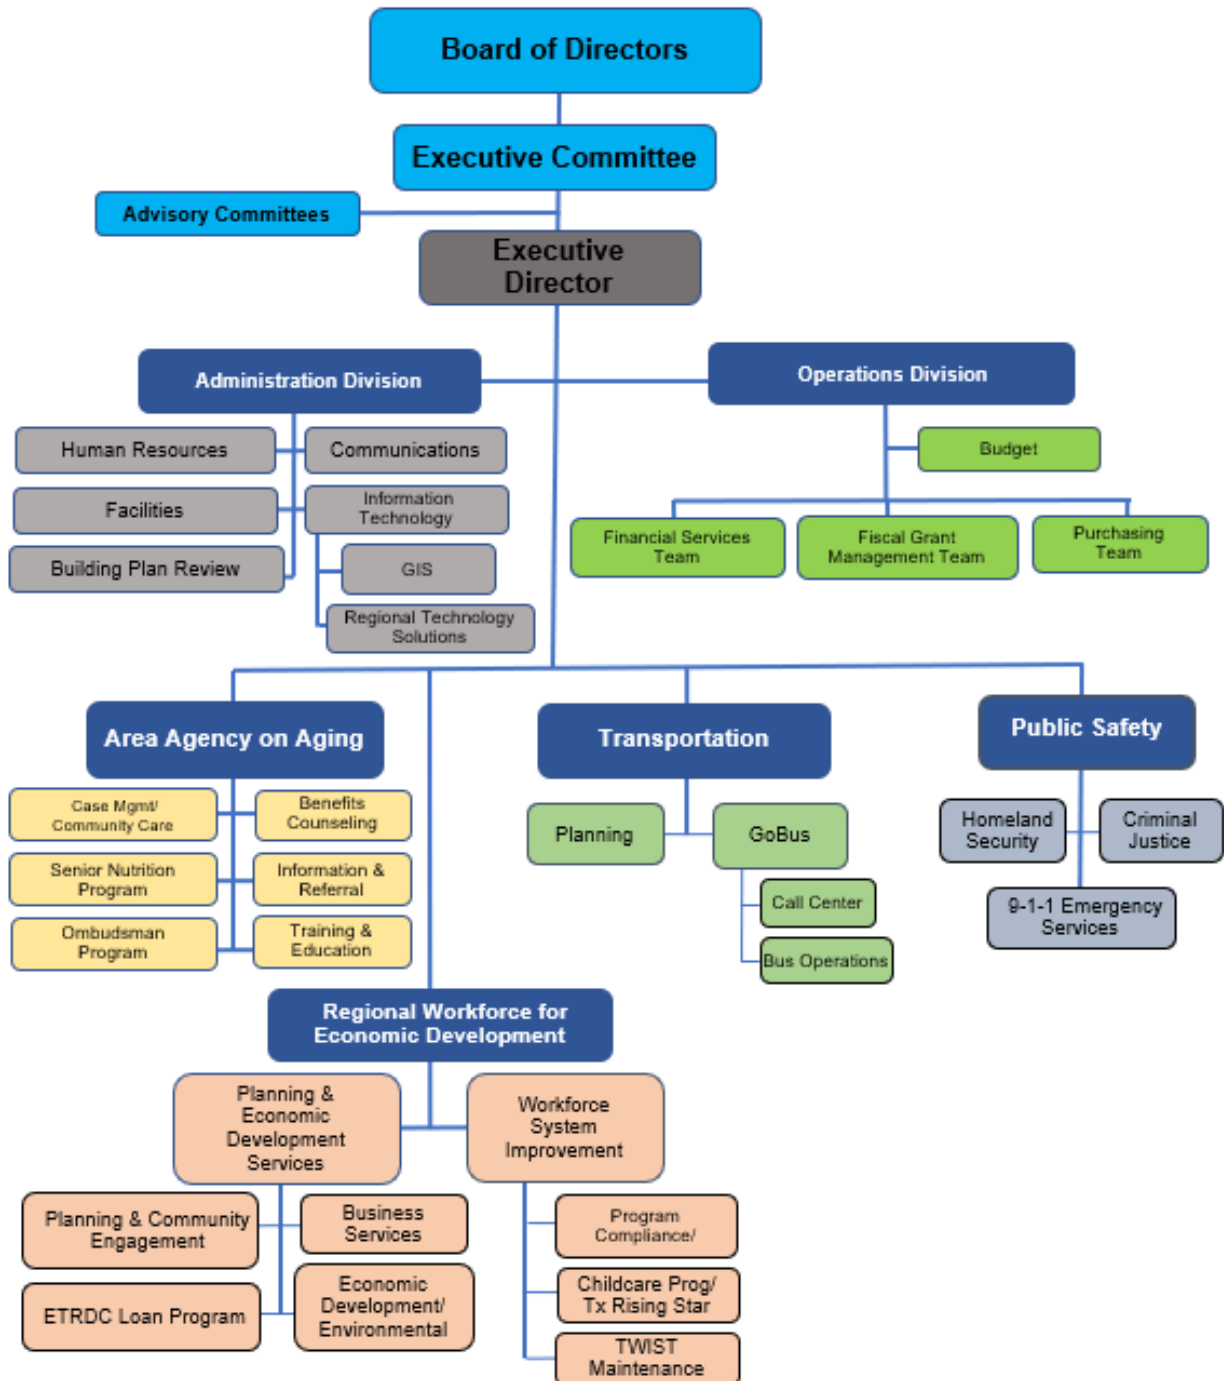 Board of Directors
Executive Committee
Advisory Committees
Executive
Director
Administration Division
Operations Division
Human Resources
Communications
Budget
Facilities
Information
Technology
Financial Services
Team
Fiscal Grant
Management Team
Purchasing
Team
Building Plan Review
GIS
Regional Technology
Solutions
Area Agency on Aging
Transportation
Public Safety
Case Mgmt/
Community Care
Benefits
Counseling
Planning
GoBus
Homeland
Security
Criminal
Justice
Senior Nutrition
Program
Information &
Referral
Call Center
9-1-1 Emergency
Services
Ombudsman
Program
Training &
Education
Bus Operations
Regional Workforce for
Economic Development
Planning &
Economic
Development
Services
Workforce
System
Improvement
Planning & Community
Engagement
Business
Services
Program
Compliance/
ETRDC Loan Program
Economic
Development/
Environmental
Childcare Prog/
Tx Rising Star
TWIST
Maintenance